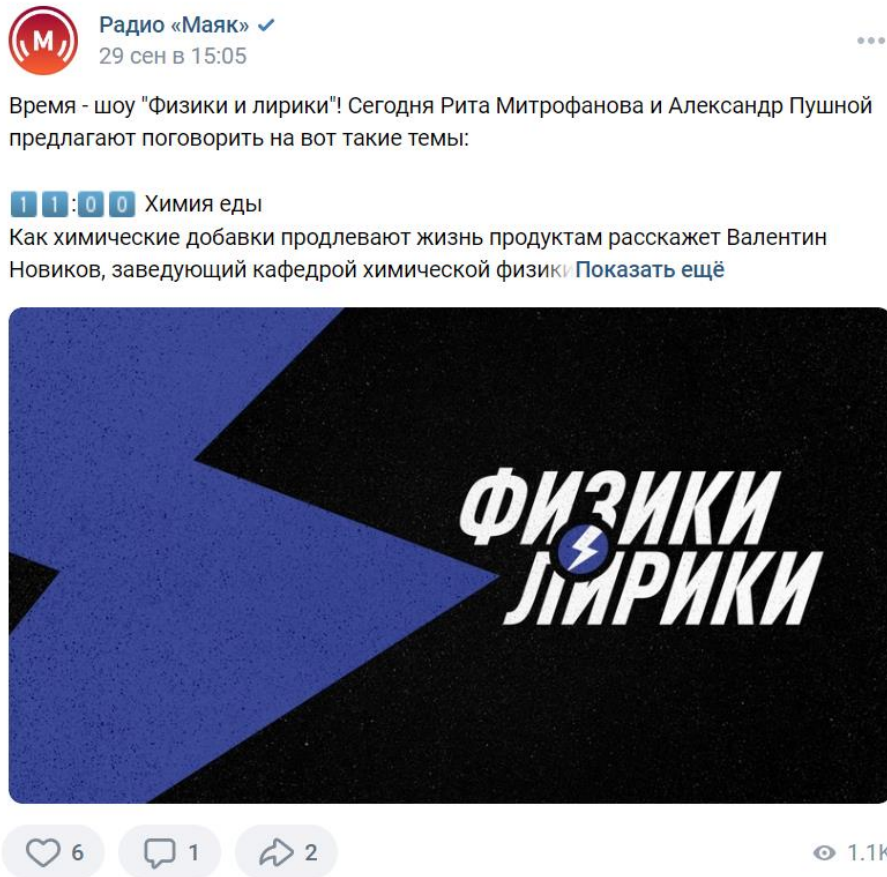 Радио «Маяк»
29 сен в 15:05
Время - шоу "Физики и лирики"! Сегодня Рита Митрофанова и Александр Пушной
предлагают поговорить на вот такие темы:
11:00 Химия еды
Как химические добавки продлевают жизнь продуктам расскажет Валентин
Новиков, заведующий кафедрой химической физики Показать ещё
ФИЗИКИ
ЛИРИКИ
6 1 2 1.1K